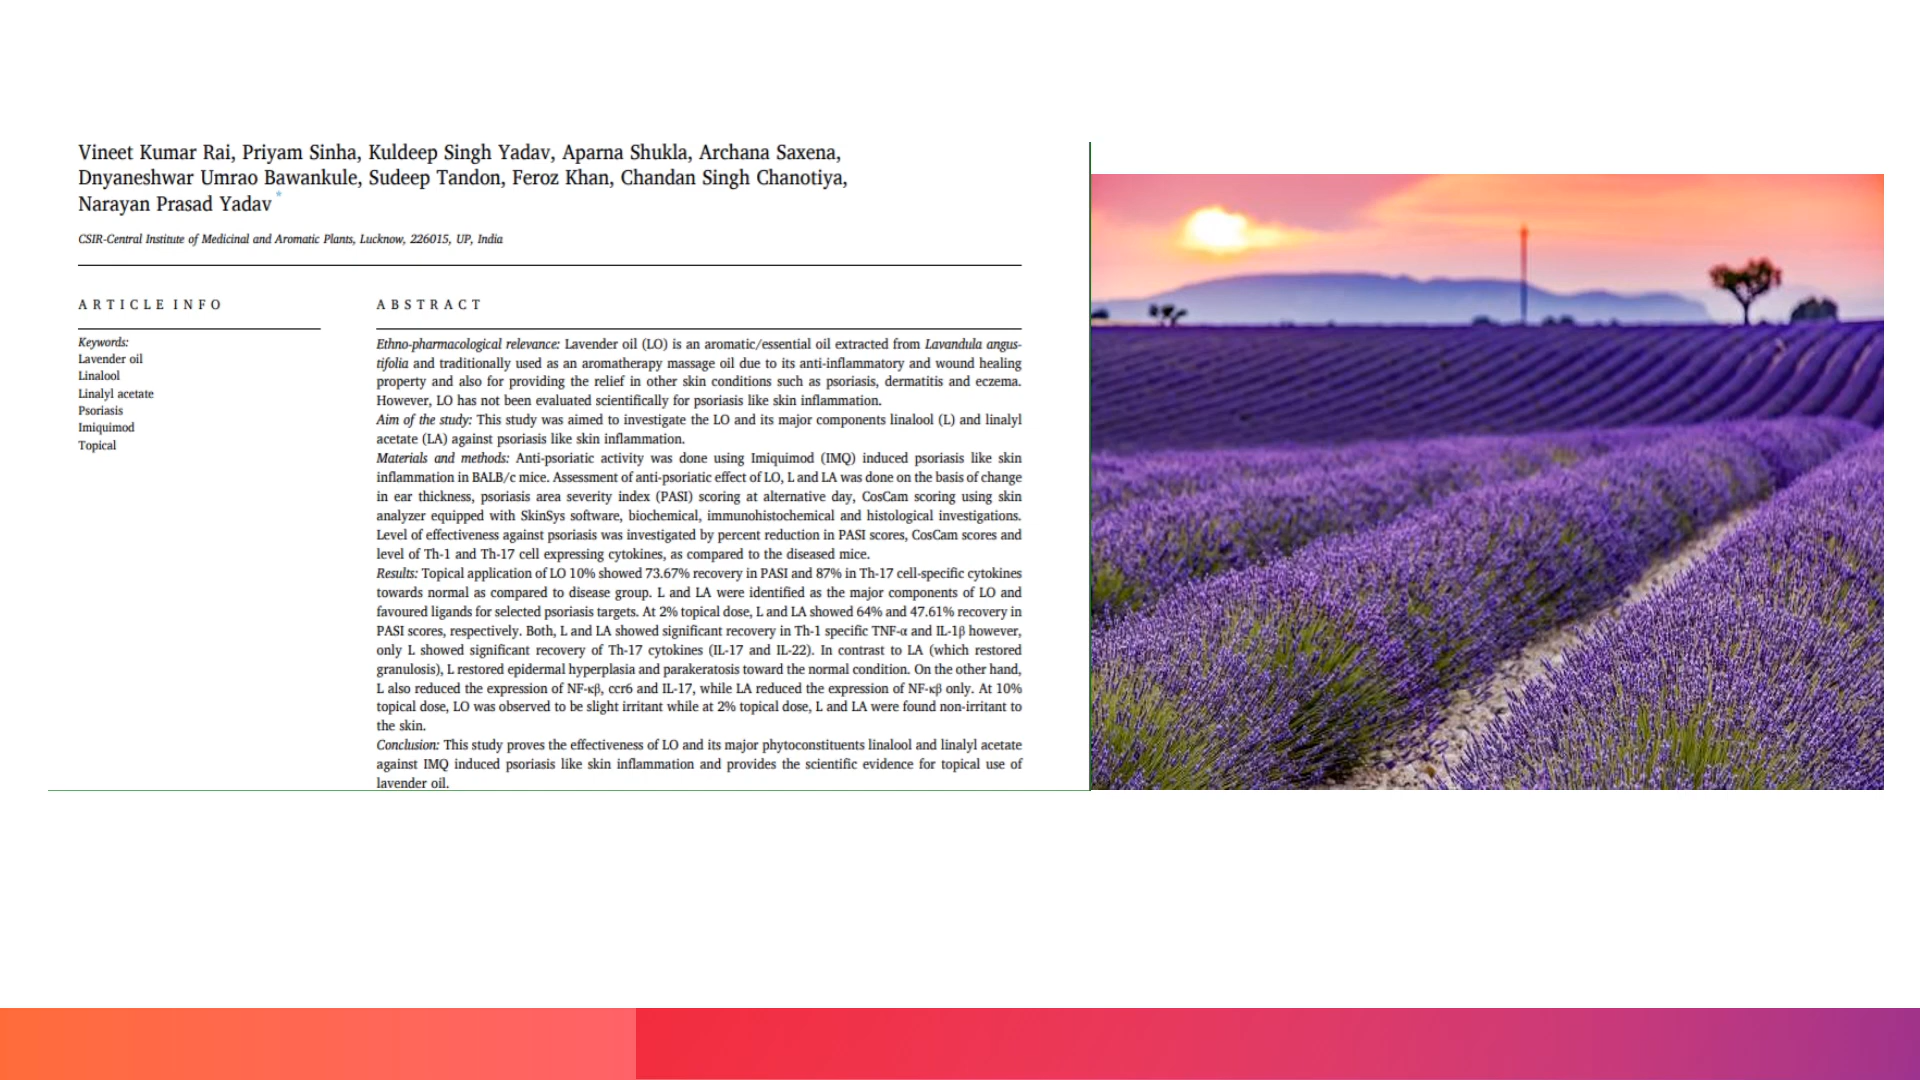 Vineet Kumar Rai, Priyam Sinha, Kuldeep Singh Yadav, Aparna Shukla, Archana Saxena,
Dnyaneshwar Umrao Bawankule, Sudeep Tandon, Feroz Khan, Chandan Singh Chanotiya,
Narayan Prasad Yadav *
CSIR-Central Institute of Medicinal and Aromatic Plants, Lucknow, 226015, UP, India
ARTICLE INFO
Keywords:
Lavender oil
Linalool
Linalyl acetate
Psoriasis
Imiquimod
Topical
ABSTRACT
Ethno-pharmacological relevance: Lavender oil (LO) is an aromatic/essential oil extracted from Lavandula angus-
tifolia and traditionally used as an aromatherapy massage oil due to its anti-inflammatory and wound healing
property and also for providing the relief in other skin conditions such as psoriasis, dermatitis and eczema.
However, LO has not been evaluated scientifically for psoriasis like skin inflammation.
Aim of the study: This study was aimed to investigate the LO and its major components linalool (L) and linalyl
acetate (LA) against psoriasis like skin inflammation.
Materials and methods: Anti-psoriatic activity was done using Imiquimod (IMQ) induced psoriasis like skin
inflammation in BALB/c mice. Assessment of anti-psoriatic effect of LO, L and LA was done on the basis of change
in ear thickness, psoriasis area severity index (PASI) scoring at alternative day, CosCam scoring using skin
analyzer equipped with SkinSys software, biochemical, immunohistochemical and histological investigations.
Level of effectiveness against psoriasis was investigated by percent reduction in PASI scores, CosCam scores and
level of Th-1 and Th-17 cell expressing cytokines, as compared to the diseased mice.
Results: Topical application of LO 10% showed 73.67% recovery in PASI and 87% in Th-17 cell-specific cytokines
towards normal as compared to disease group. L and LA were identified as the major components of LO and
favoured ligands for selected psoriasis targets. At 2% topical dose, L and LA showed 64% and 47.61% recovery in
PASI scores, respectively. Both, L and LA showed significant recovery in Th-1 specific TNF-α and IL-1β however,
only L showed significant recovery of Th-17 cytokines (IL-17 and IL-22). In contrast to LA (which restored
granulosis), L restored epidermal hyperplasia and parakeratosis toward the normal condition. On the other hand,
L also reduced the expression of NF-κβ, ccr6 and IL-17, while LA reduced the expression of NF-κβ only. At 10%
topical dose, LO was observed to be slight irritant while at 2% topical dose, L and LA were found non-irritant to
the skin.
Conclusion: This study proves the effectiveness of LO and its major phytoconstituents linalool and linalyl acetate
against IMQ induced psoriasis like skin inflammation and provides the scientific evidence for topical use of
lavender oil.